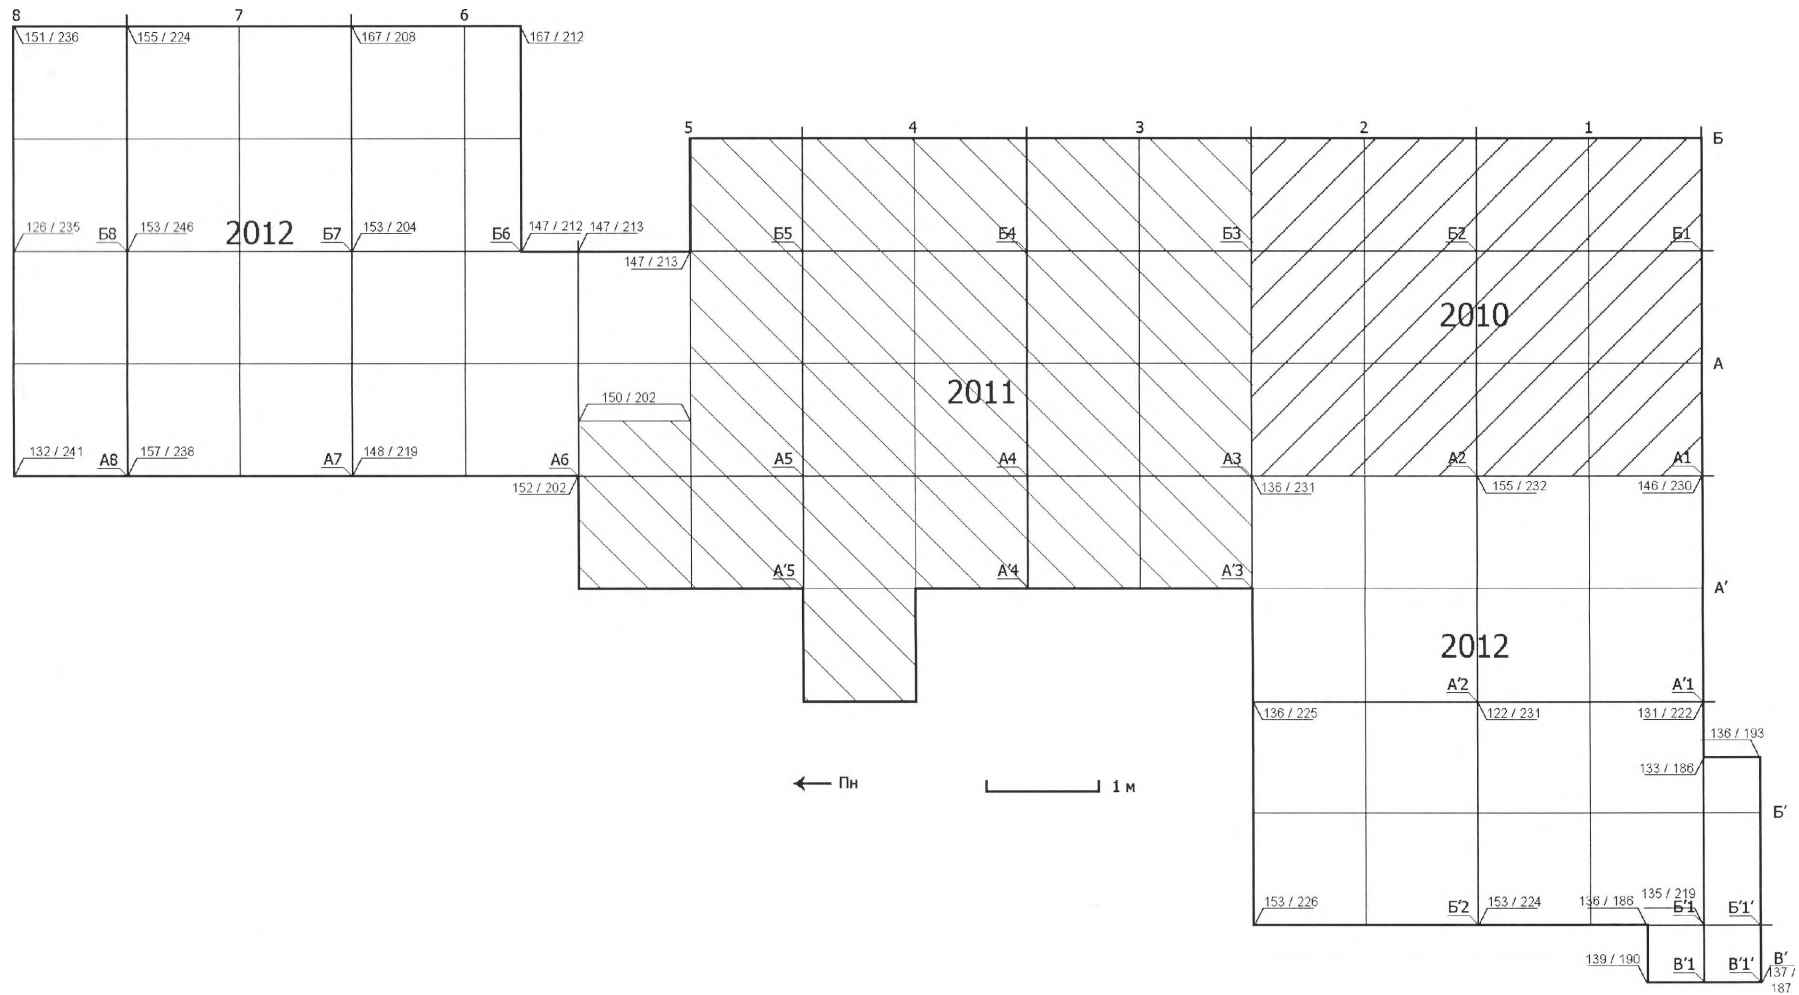 8 7 6
151 / 236 155 / 224 167 / 208 167 / 212
5 4 3 2 1 Б
126 / 235 Б8 153 / 246 2012 Б7 153 / 204 Б6 147 / 212 147 / 213 Б5 Б4 Б3 Б2 Б1
147 / 213
2010
А
2011
150 / 202
132 / 241 А8 157 / 238 А7 148 / 219 А6 А5 А4 А3 А2 А1
152 / 202 136 / 231 155 / 232 146 / 230
А'5 А'4 А'3 А'
2012
А'2 А'1
136 / 225 122 / 231 131 / 222
136 / 193
133 / 186
Пн 1 м
Б'
135 / 219
153 / 226 Б'2 153 / 224 136 / 186 Б'1 Б'1'
139 / 190 В'1 В'1' В'
137 /
187